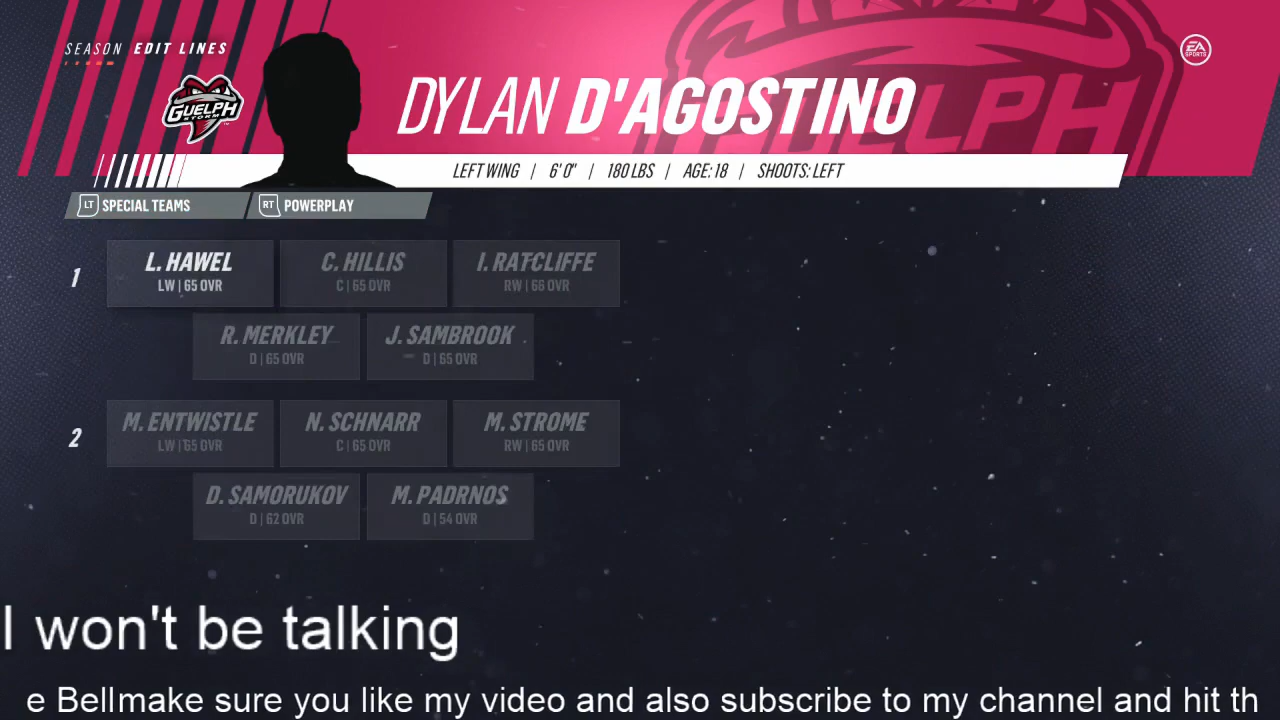 SEASON EDIT LINES
EA SPORTS
GUELPH STORM
GUELPH
DYLAN D'AGOSTINO
LEFT WING / 6' 0" / 180 LBS / AGE: 18 / SHOOTS: LEFT
LT SPECIAL TEAMS RT POWERPLAY
1
L. HAWEL C. HILLIS I. RATCLIFFE
LW | 65 OVR C | 65 OVR RW | 66 OVR
R. MERKLEY J. SAMBROOK
D | 65 OVR D | 65 OVR
2
M. ENTWISTLE N. SCHNARR M. STROME
LW | 65 OVR C | 65 OVR RW | 65 OVR
D. SAMORUKOV M. PADRNOS
D | 62 OVR D | 54 OVR
I won't be talking
e Bellmake sure you like my video and also subscribe to my channel and hit th